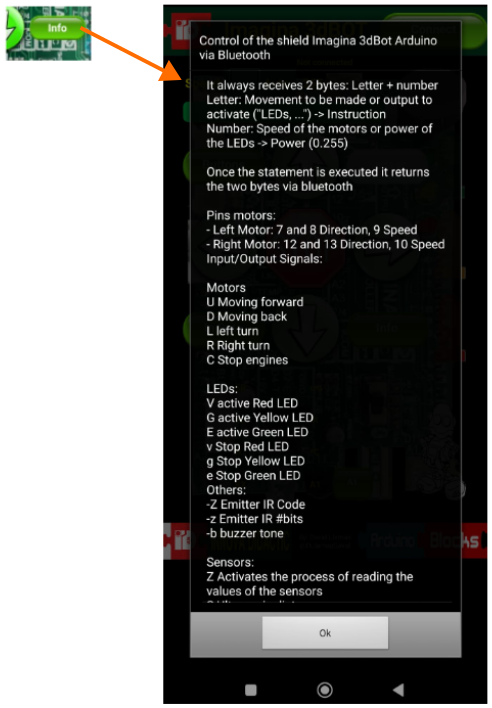 Info
Control of the shield Imagina 3dBot Arduino
via Bluetooth
It always receives 2 bytes: Letter + number
Letter: Movement to be made or output to
activate ("LEDs, ...") -> Instruction
Number: Speed of the motors or power of
the LEDs -> Power (0.255)
Once the statement is executed it returns
the two bytes via bluetooth
Pins motors:
- Left Motor: 7 and 8 Direction, 9 Speed
- Right Motor: 12 and 13 Direction, 10 Speed
Input/Output Signals:
Motors
U Moving forward
D Moving back
L left turn
R Right turn
C Stop engines
LEDs:
V active Red LED
G active Yellow LED
E active Green LED
v Stop Red LED
g Stop Yellow LED
e Stop Green LED
Others:
-Z Emitter IR Code
-z Emitter IR #bits
-b buzzer tone
Sensors:
Z Activates the process of reading the
values of the sensors
Ok